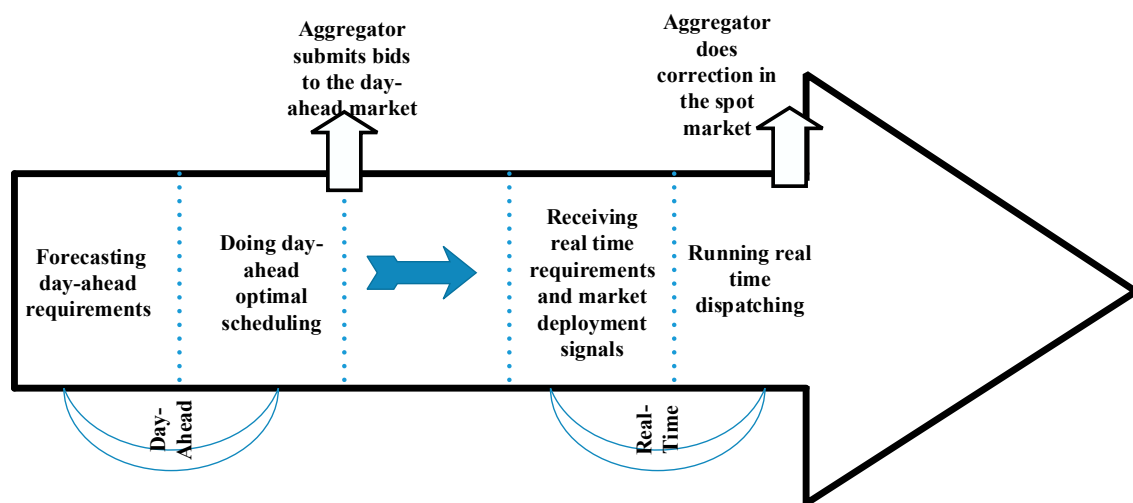 Aggregator
submits bids
to the day-
ahead market
Aggregator
does
correction in
the spot
market
Forecasting
day-ahead
requirements
Doing day-
ahead
optimal
scheduling
Receiving
real time
requirements
and market
deployment
signals
Running real
time
dispatching
Day-
Ahead
Real-
Time